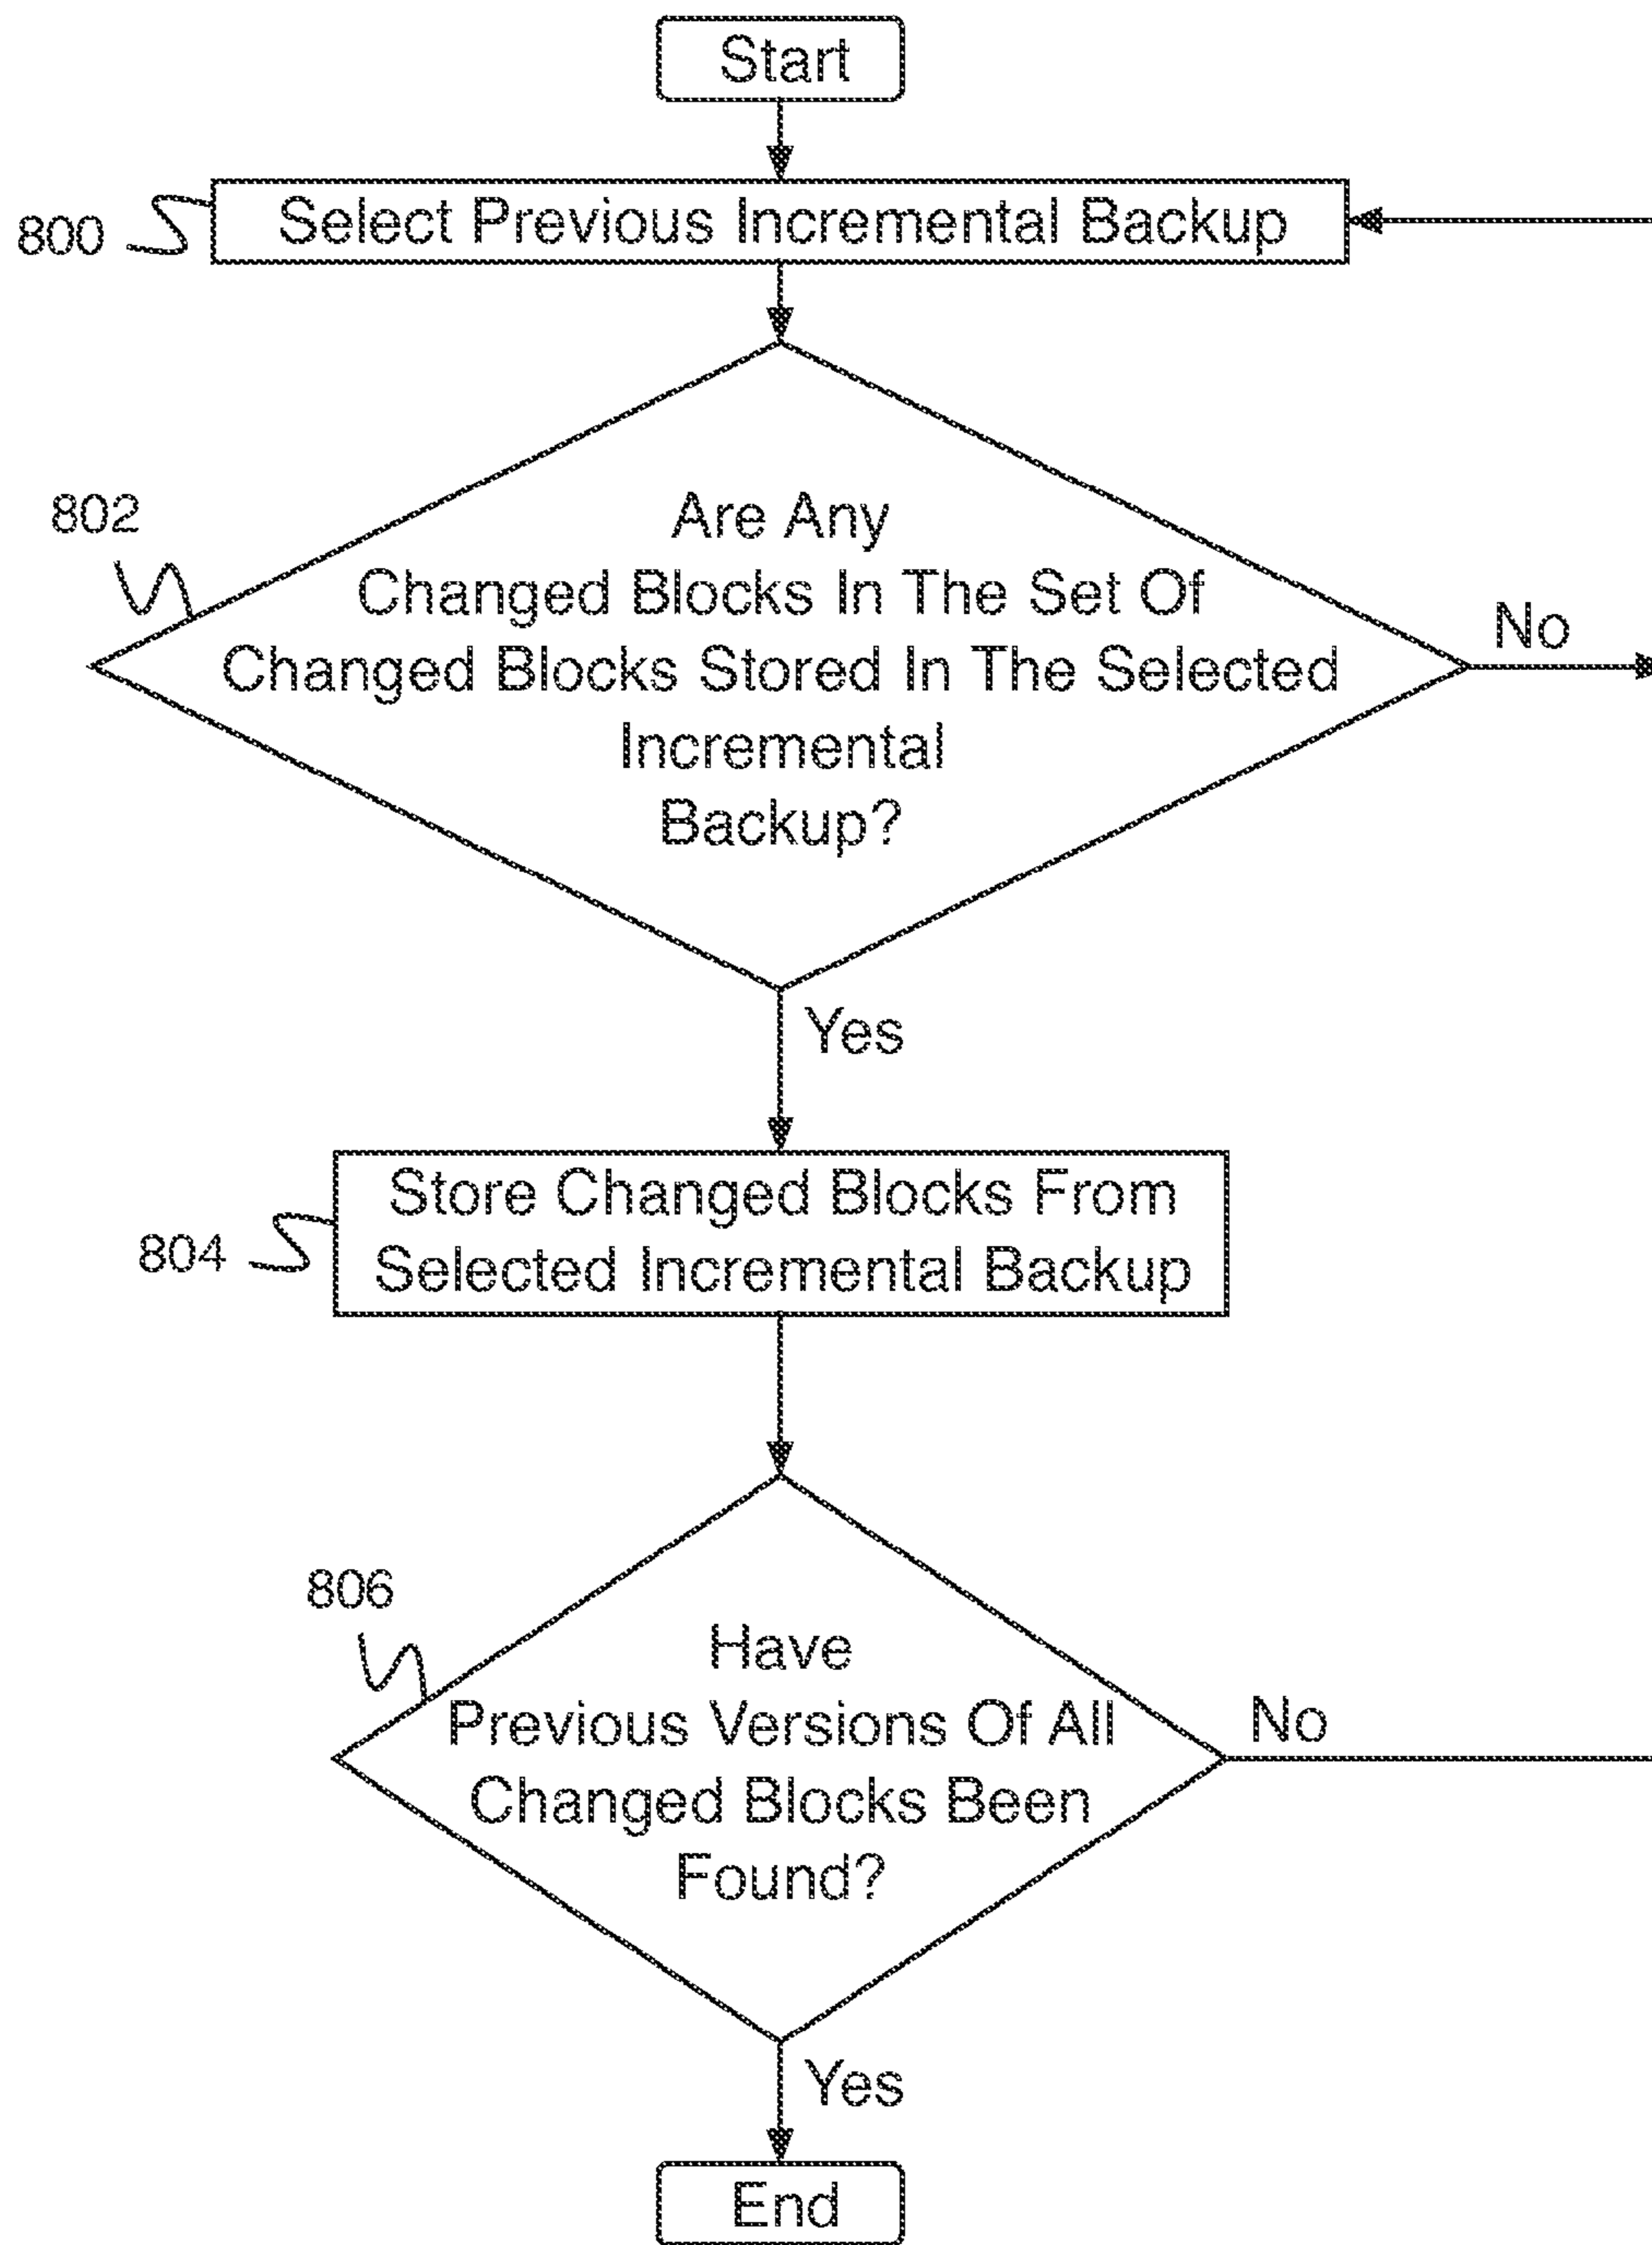 Start
800
Select Previous Incremental Backup
802
Are Any
Changed Blocks In The Set Of
Changed Blocks Stored In The Selected
Incremental
Backup?
No
Yes
804
Store Changed Blocks From
Selected Incremental Backup
806
Have
Previous Versions Of All
Changed Blocks Been
Found?
No
Yes
End